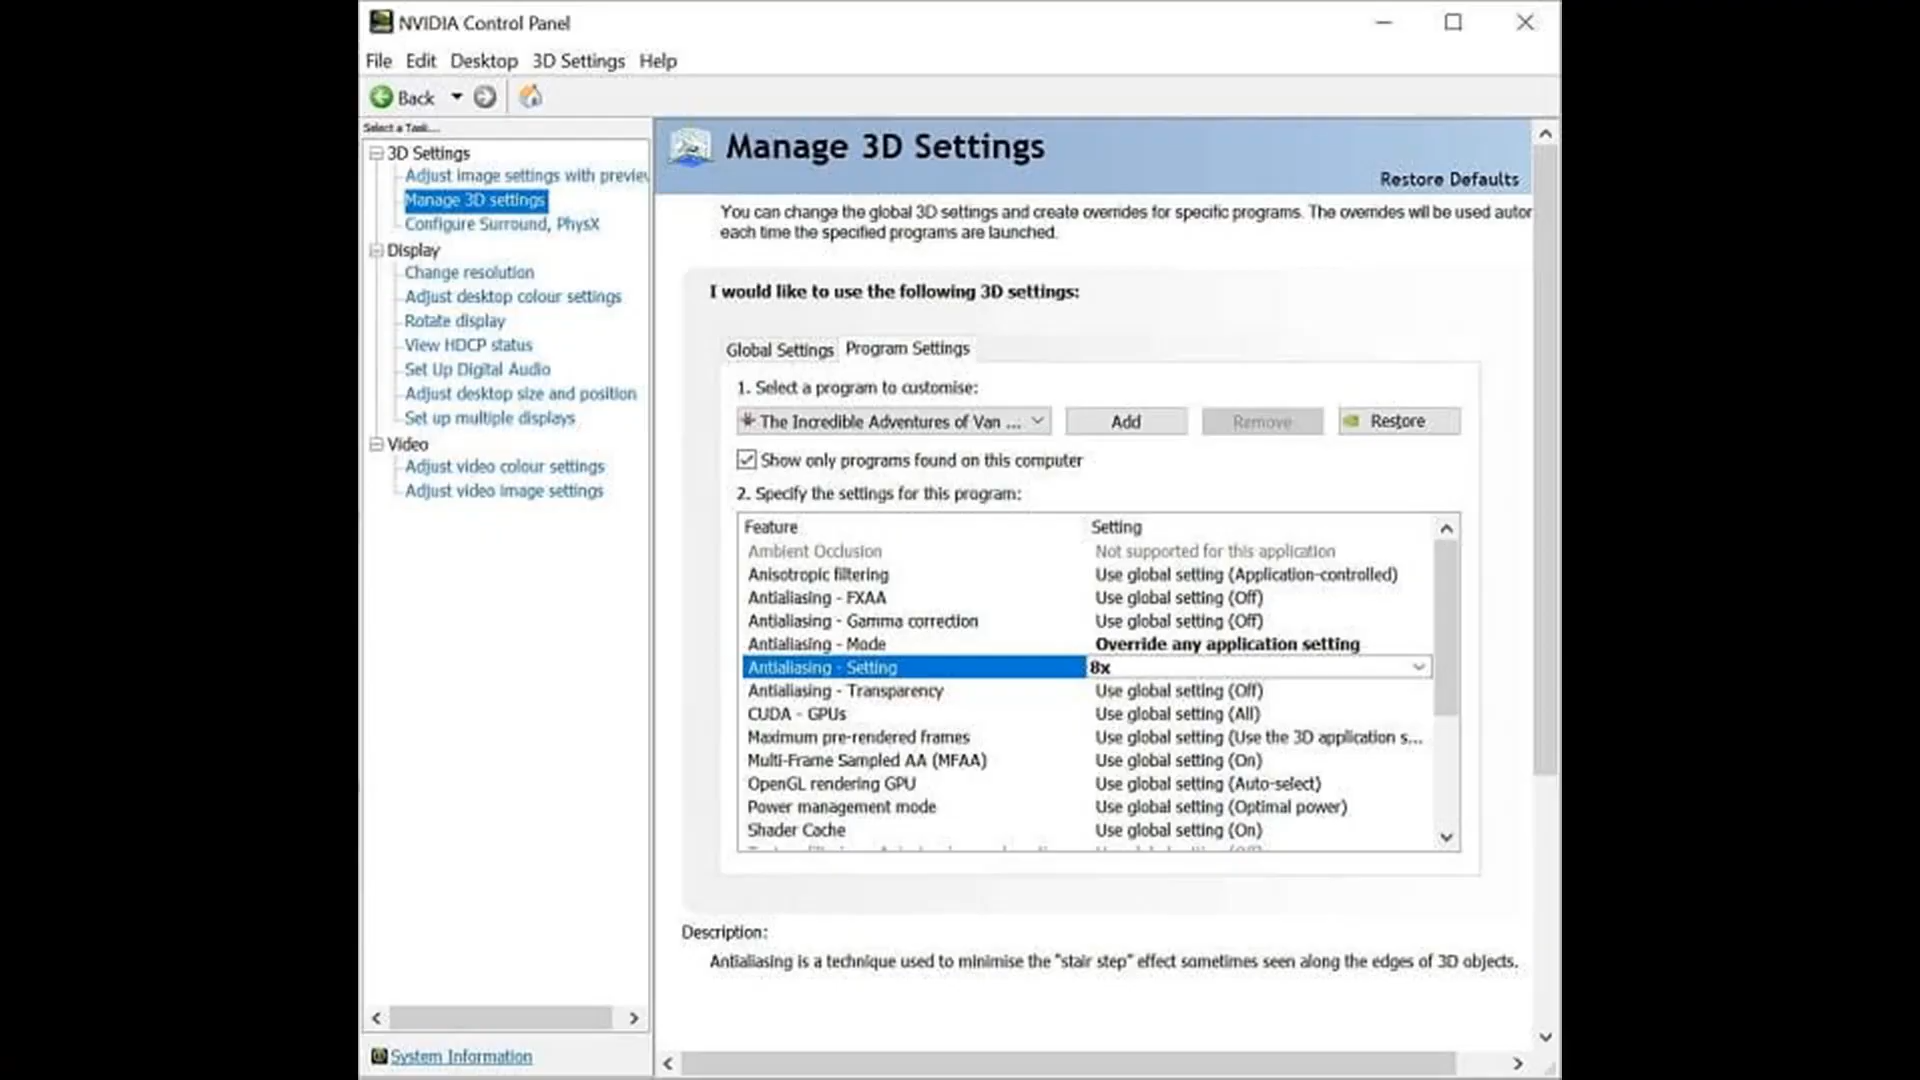 NVIDIA Control Panel
File Edit Desktop 3D Settings Help
Back
Select a Task...
3D Settings
Adjust image settings with preview
Manage 3D settings
Configure Surround, PhysX
Display
Change resolution
Adjust desktop colour settings
Rotate display
View HDCP status
Set Up Digital Audio
Adjust desktop size and position
Set up multiple displays
Video
Adjust video colour settings
Adjust video image settings
System Information
Manage 3D Settings
Restore Defaults
You can change the global 3D settings and create overrides for specific programs. The overrides will be used autor
each time the specified programs are launched.
I would like to use the following 3D settings:
Global Settings Program Settings
1. Select a program to customise:
The Incredible Adventures of Van ... Add Remove Restore
Show only programs found on this computer
2. Specify the settings for this program:
Feature Setting
Ambient Occlusion Not supported for this application
Anisotropic filtering Use global setting (Application-controlled)
Antialiasing - FXAA Use global setting (Off)
Antialiasing - Gamma correction Use global setting (Off)
Antialiasing - Mode Override any application setting
Antialiasing - Setting 8x
Antialiasing - Transparency Use global setting (Off)
CUDA - GPUs Use global setting (All)
Maximum pre-rendered frames Use global setting (Use the 3D application s...
Multi-Frame Sampled AA (MFAA) Use global setting (On)
OpenGL rendering GPU Use global setting (Auto-select)
Power management mode Use global setting (Optimal power)
Shader Cache Use global setting (On)
Description:
Antialiasing is a technique used to minimise the "stair step" effect sometimes seen along the edges of 3D objects.